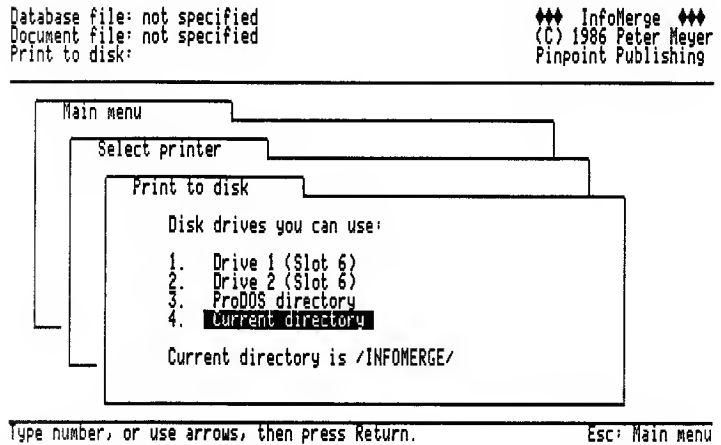 Database file: not specified
Document file: not specified
Print to disk:
♦♦♦ InfoMerge ♦♦♦
(C) 1986 Peter Meyer
Pinpoint Publishing
Main menu
Select printer
Print to disk
Disk drives you can use:
1. Drive 1 (Slot 6)
2. Drive 2 (Slot 6)
3. ProDOS directory
4. Current directory
Current directory is /INFOMERGE/
Type number, or use arrows, then press Return.
Esc: Main menu